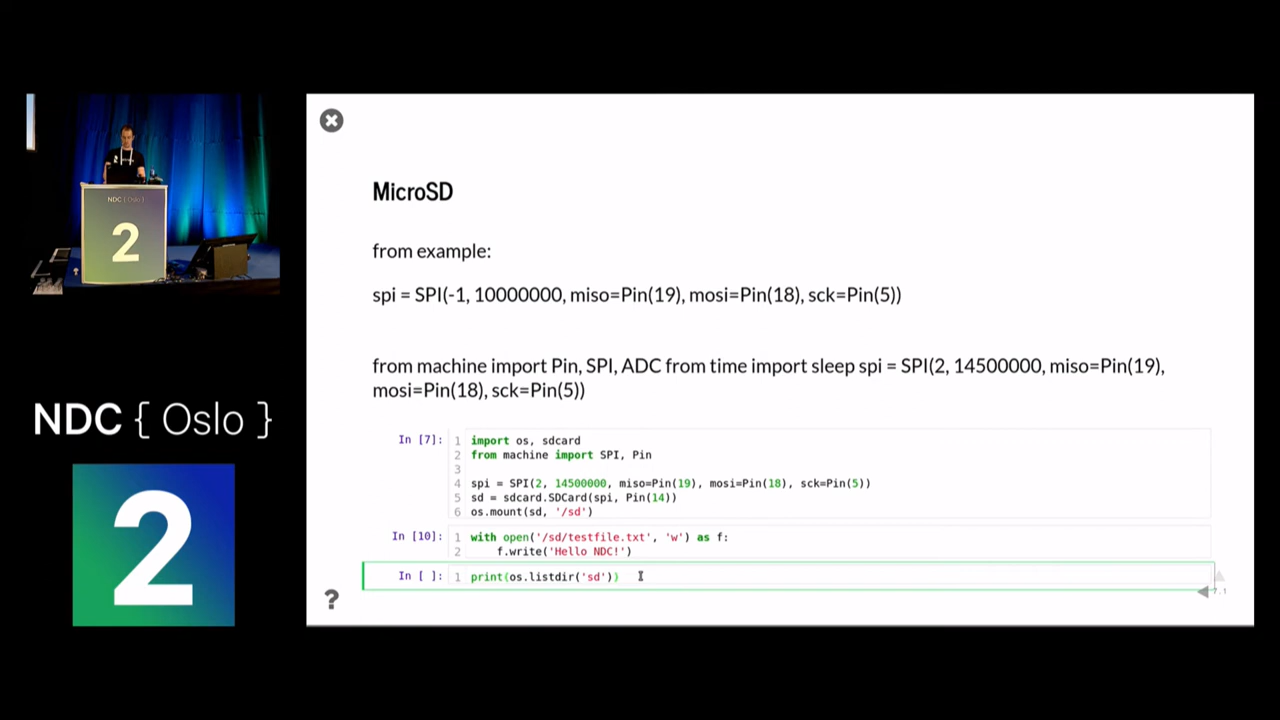 NDC { Oslo }
2
NDC { Oslo }
2
MicroSD
from example:
spi = SPI(-1, 10000000, miso=Pin(19), mosi=Pin(18), sck=Pin(5))
from machine import Pin, SPI, ADC from time import sleep spi = SPI(2, 14500000, miso=Pin(19),
mosi=Pin(18), sck=Pin(5))
In [7]:
1 import os, sdcard
2 from machine import SPI, Pin
3
4 spi = SPI(2, 14500000, miso=Pin(19), mosi=Pin(18), sck=Pin(5))
5 sd = sdcard.SDCard(spi, Pin(14))
6 os.mount(sd, '/sd')
In [10]:
1 with open('/sd/testfile.txt', 'w') as f:
2 f.write('Hello NDC!')
In [ ]:
1 print(os.listdir('sd'))
?
7.1